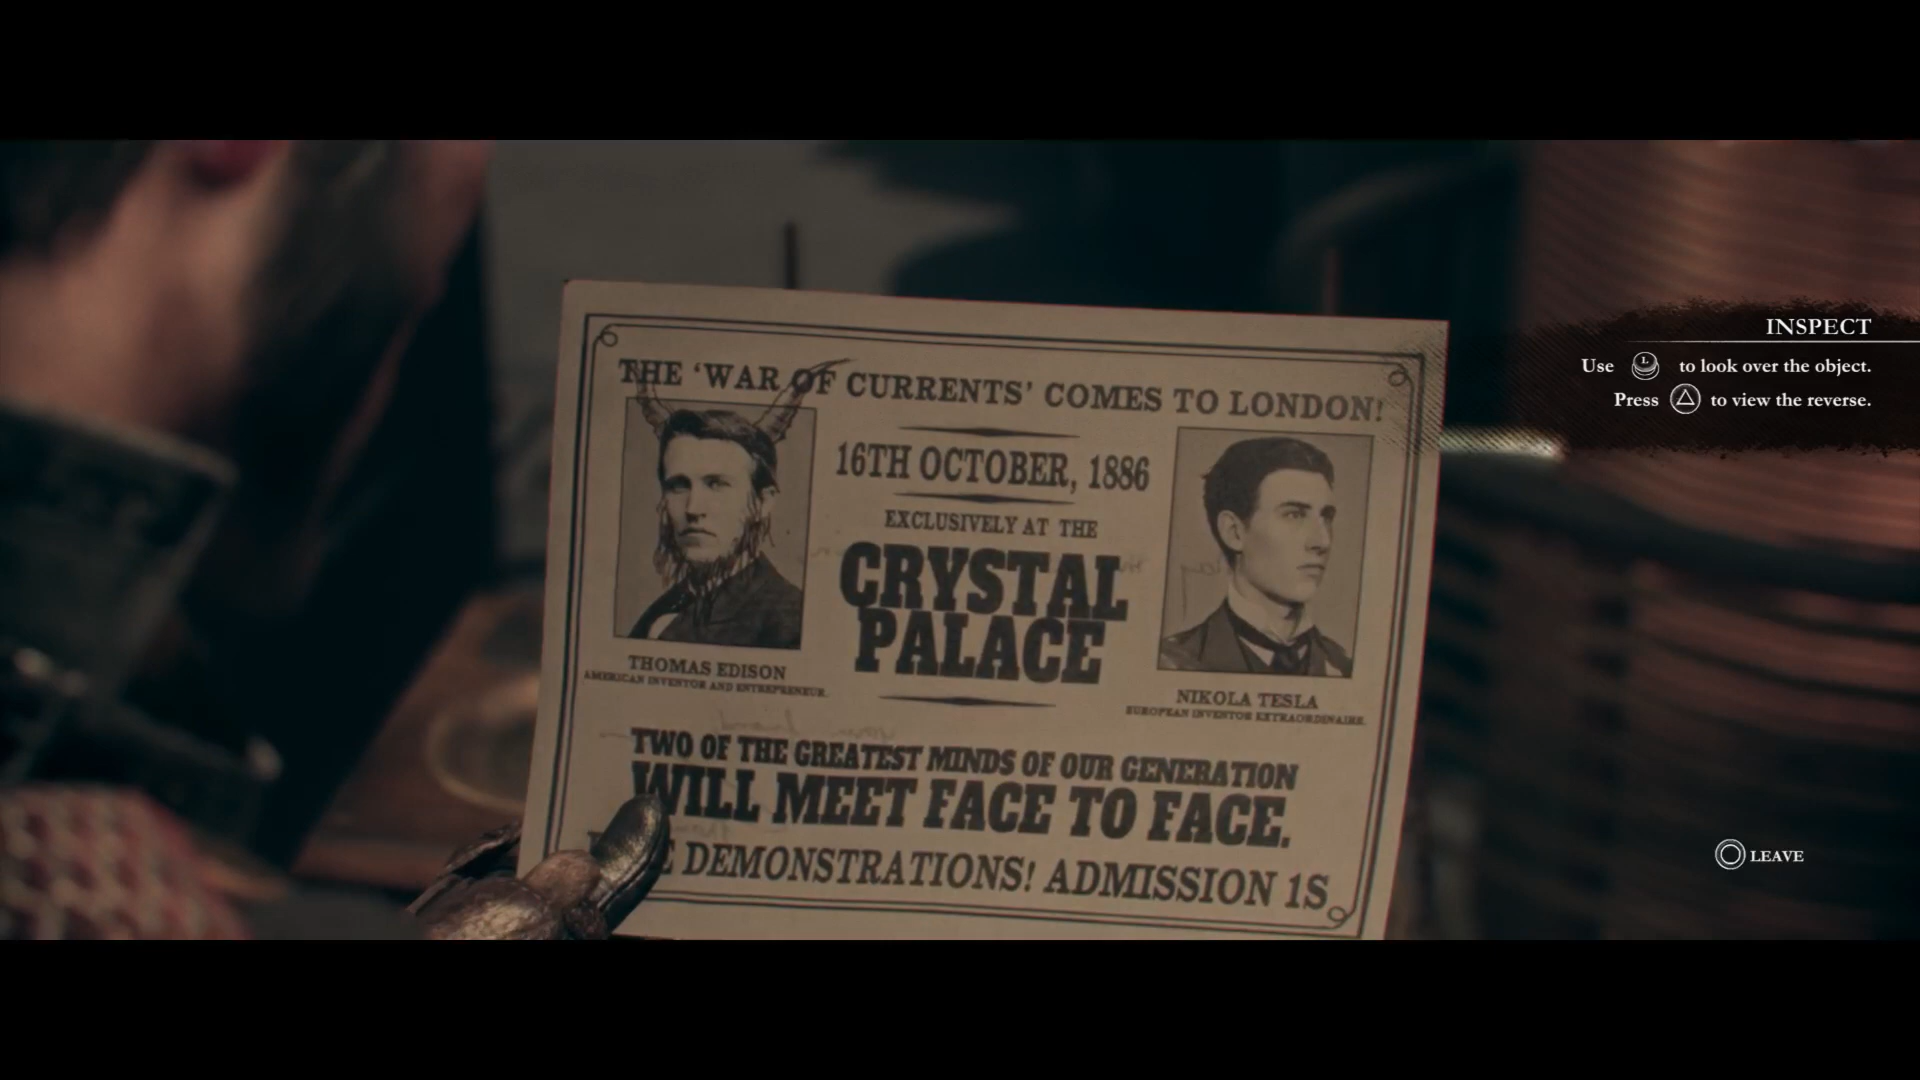 THE 'WAR OF CURRENTS' COMES TO LONDON!
16TH OCTOBER, 1886
EXCLUSIVELY AT THE
CRYSTAL
PALACE
THOMAS EDISON
AMERICAN INVENTOR AND ENTREPRENEUR.
NIKOLA TESLA
EUROPEAN INVENTOR EXTRAORDINAIRE.
TWO OF THE GREATEST MINDS OF OUR GENERATION
WILL MEET FACE TO FACE.
DEMONSTRATIONS! ADMISSION 1S
INSPECT
Use L to look over the object.
Press to view the reverse.
LEAVE